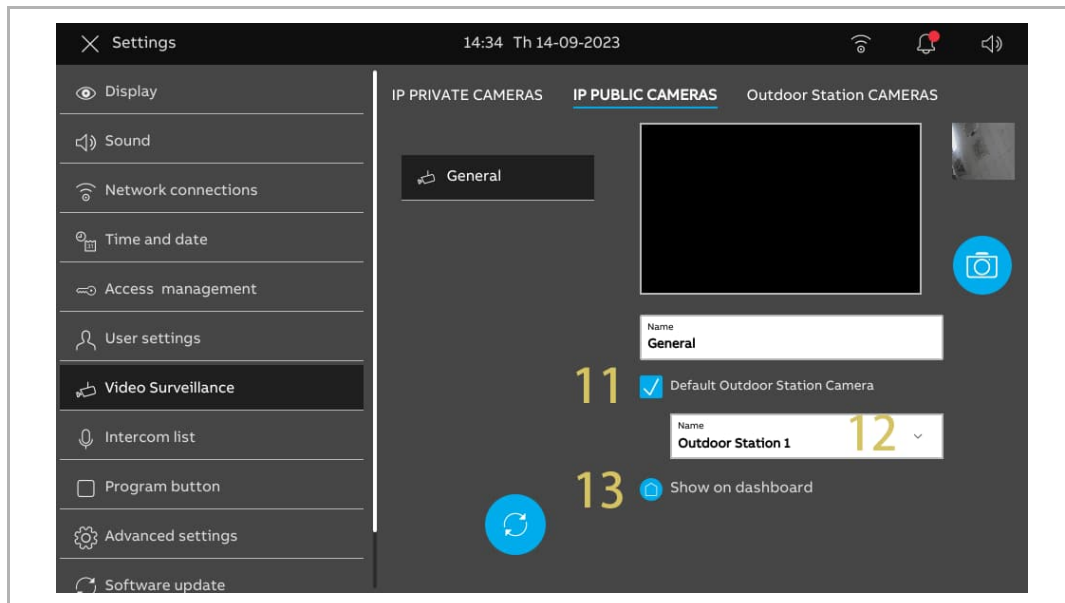 Settings
14:34 Th 14-09-2023
Display
Sound
Network connections
Time and date
31
Access management
User settings
Video Surveillance
Intercom list
Program button
Advanced settings
Software update
IP PRIVATE CAMERAS IP PUBLIC CAMERAS Outdoor Station CAMERAS
General
Name
General
11 Default Outdoor Station Camera
Name
Outdoor Station 1 12
13 Show on dashboard